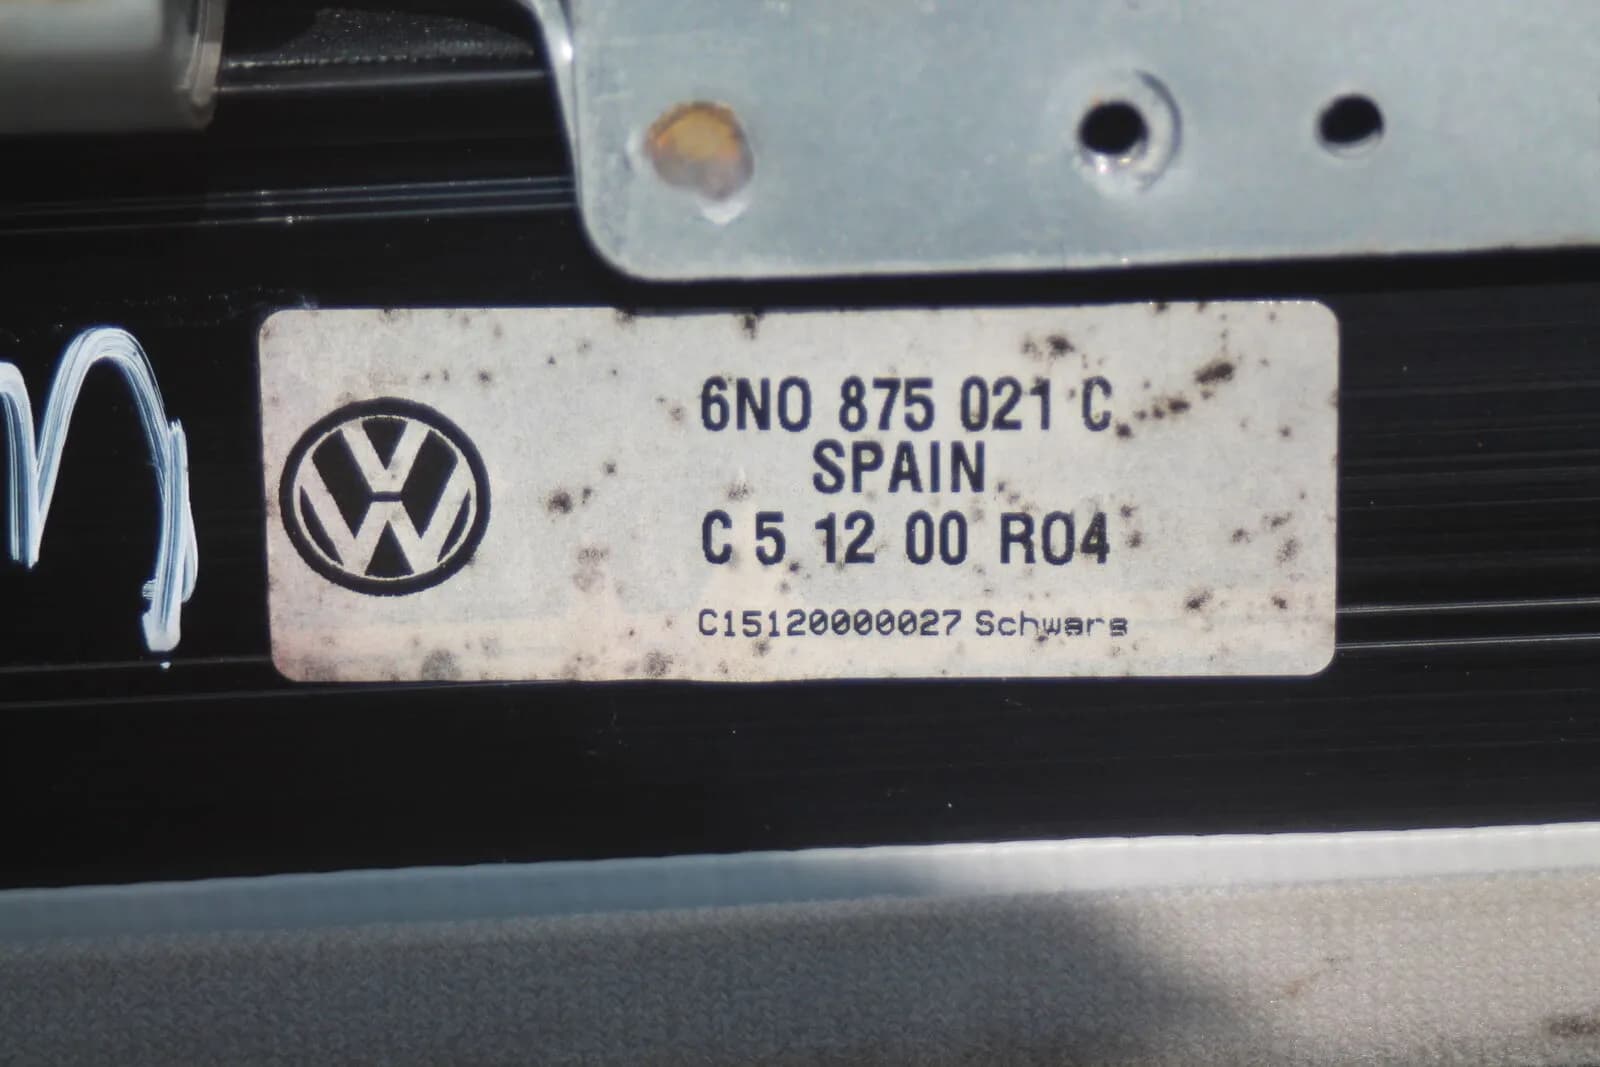 6N0 875 021 C
SPAIN
C 5 12 00 R04
C15120000027 Schwarz